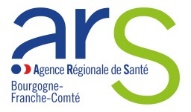 ars
Agence Régionale de Santé
Bourgogne-
Franche-Comté